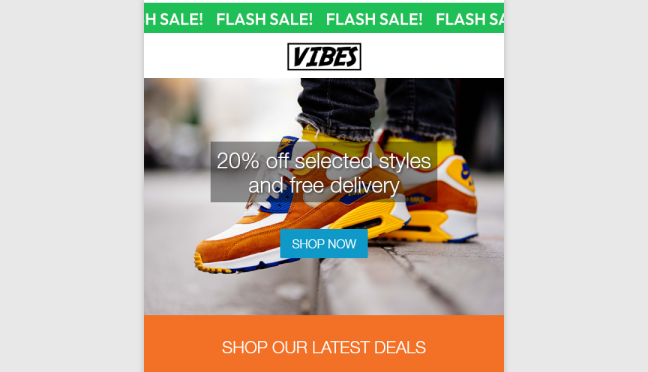 H SALE! FLASH SALE! FLASH SALE! FLASH SA
VIBES
20% off selected styles
and free delivery
SHOP NOW
SHOP OUR LATEST DEALS